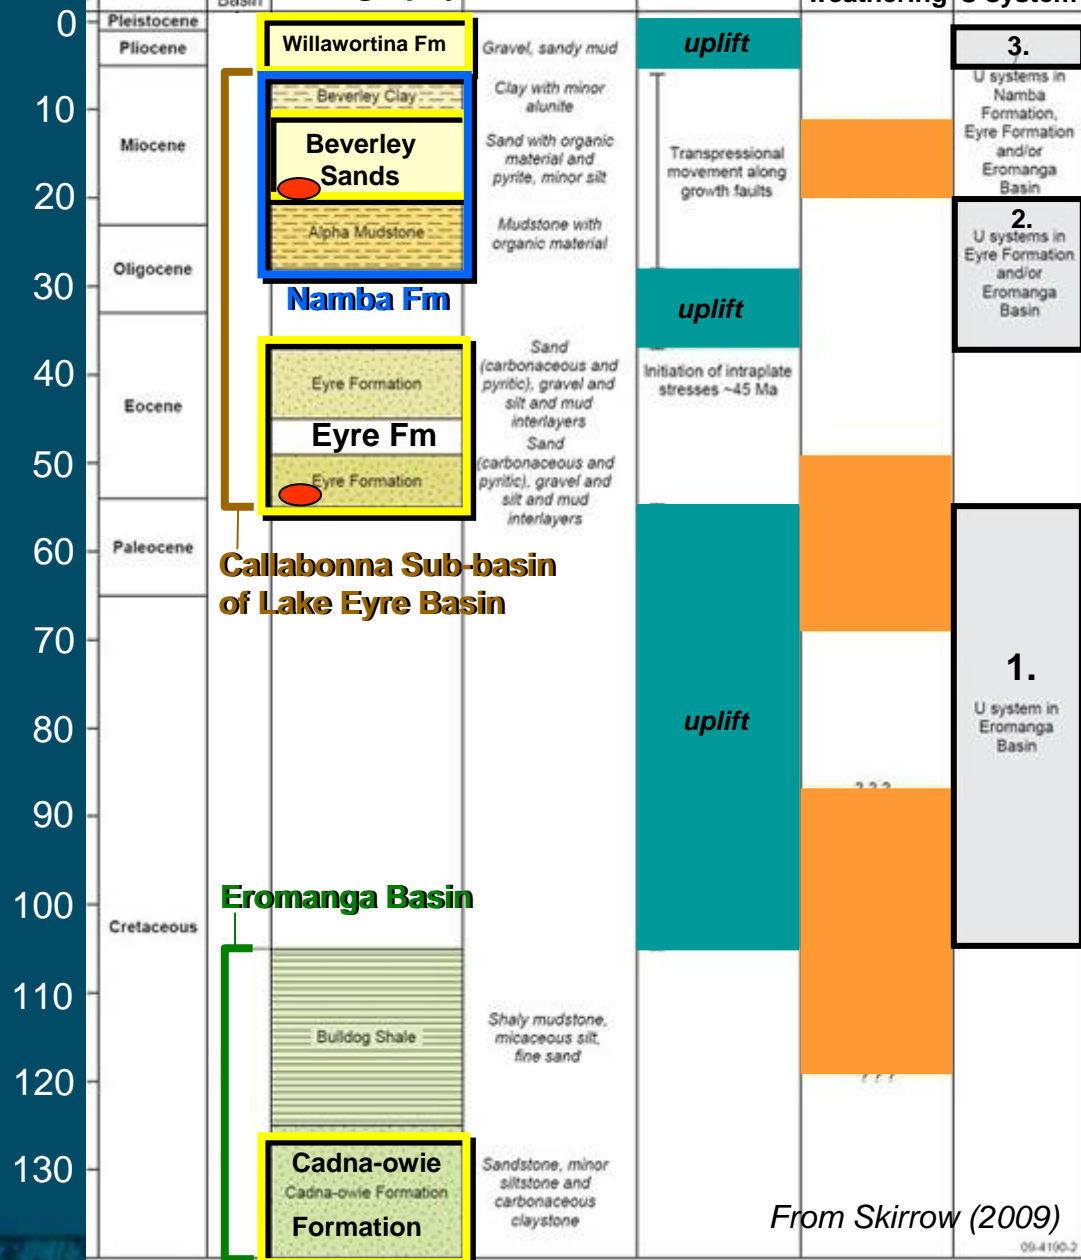 Basin
weathering
U System
0
10
20
30
40
50
60
70
80
90
100
110
120
130
Pleistocene
Pliocene
Miocene
Oligocene
Eocene
Paleocene
Cretaceous
Willawortina Fm
Beverley Clay
Beverley
Sands
Alpha Mudstone
Namba Fm
Eyre Formation
Eyre Fm
Eyre Formation
Callabonna Sub-basin
of Lake Eyre Basin
Eromanga Basin
Bulldog Shale
Cadna-owie
Cadna-owie Formation
Formation
Gravel, sandy mud
Clay with minor
alunite
Sand with organic
material and
pyrite, minor silt
Mudstone with
organic material
Sand
(carbonaceous and
pyritic), gravel and
silt and mud
interlayers
Sand
(carbonaceous and
pyritic), gravel and
silt and mud
interlayers
Shaly mudstone,
micaceous silt,
fine sand
Sandstone, minor
siltstone and
carbonaceous
claystone
uplift
Transpressional
movement along
growth faults
uplift
Initiation of intraplate
stresses ~45 Ma
uplift
? ? ?
? ? ?
3.
U systems in
Namba
Formation,
Eyre Formation
and/or
Eromanga
Basin
2.
U systems in
Eyre Formation
and/or
Eromanga
Basin
1.
U system in
Eromanga
Basin
From Skirrow (2009)
09-4190-2